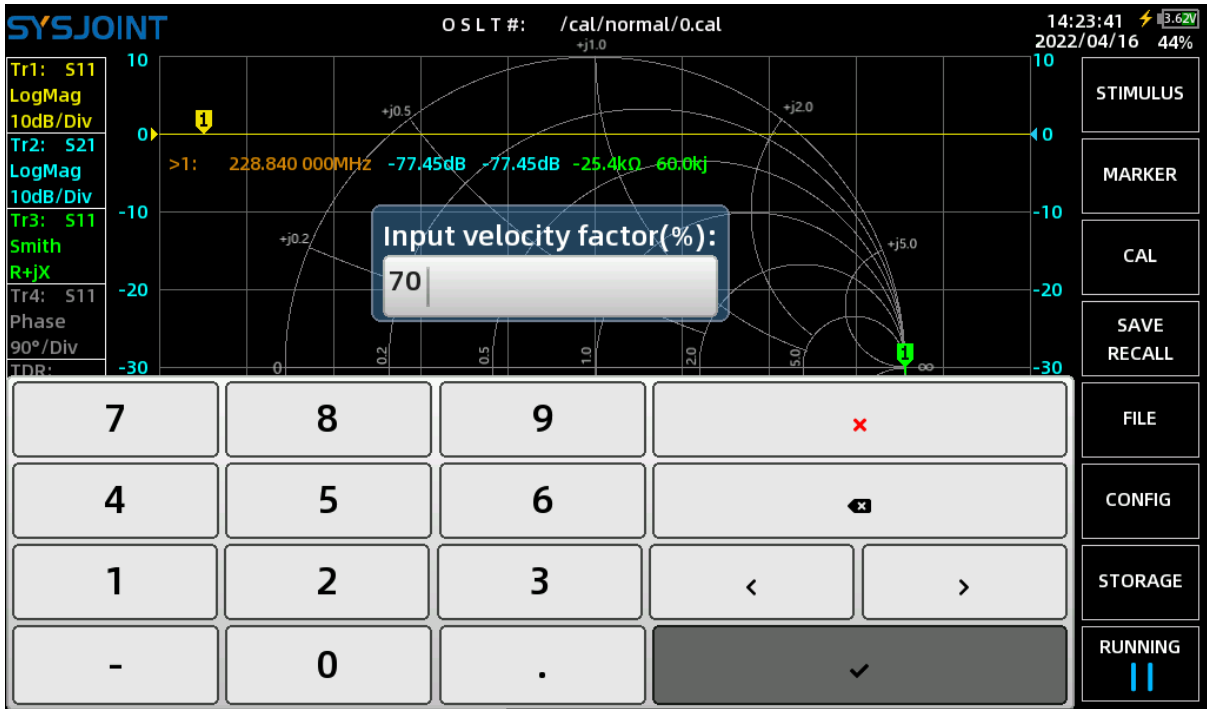 SYSJOINT
O S L T #: /cal/normal/0.cal
14:23:41 3.62V
2022/04/16 44%
+j1.0
Tr1: S11
LogMag
10dB/Div
Tr2: S21
LogMag
10dB/Div
Tr3: S11
Smith
R+jX
Tr4: S11
Phase
90°/Div
TDR:
10
0
-10
-20
-30
10
0
-10
-20
-30
1
+j0.5
+j2.0
>1: 228.840 000MHz -77.45dB -77.45dB -25.4kΩ 60.0kj
+j0.2
+j5.0
Input velocity factor(%):
70
0 0.2 0.5 1.0 2.0 5.0 1 ∞
7 8 9 ×
4 5 6
1 2 3 < >
- 0 . ✓
STIMULUS
MARKER
CAL
SAVE
RECALL
FILE
CONFIG
STORAGE
RUNNING